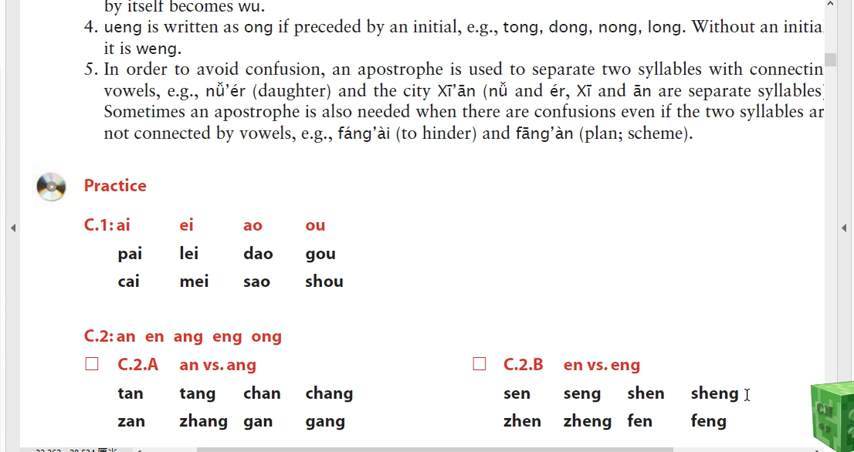 by itself becomes wu.
4. ueng is written as ong if preceded by an initial, e.g., tong, dong, nong, long. Without an initia
it is weng.
5. In order to avoid confusion, an apostrophe is used to separate two syllables with connectin
vowels, e.g., nǚ’ér (daughter) and the city Xī’ān (nǚ and ér, Xī and ān are separate syllables)
Sometimes an apostrophe is also needed when there are confusions even if the two syllables ar
not connected by vowels, e.g., fáng’ài (to hinder) and fāng’àn (plan; scheme).
Practice
C.1: ai ei ao ou
pai lei dao gou
cai mei sao shou
C.2: an en ang eng ong
C.2.A an vs. ang
tan tang chan chang
zan zhang gan gang
C.2.B en vs. eng
sen seng shen sheng
zhen zheng fen feng